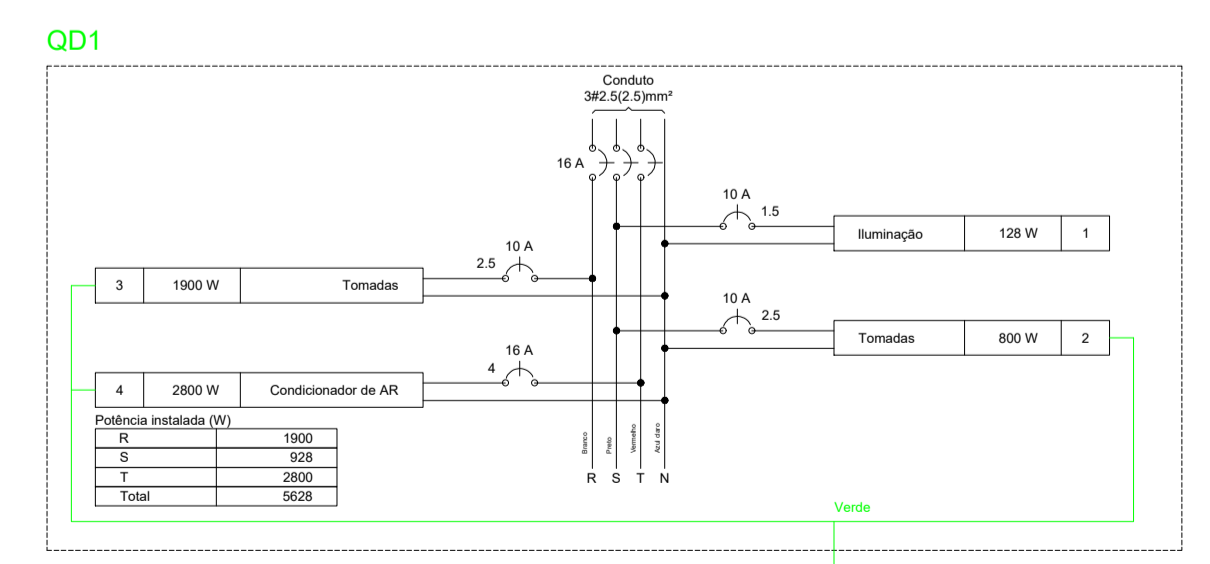 QD1
Conduto
3#2.5(2.5)mm²
16 A
10 A
1.5
Iluminação 128 W 1
10 A
2.5
3 1900 W Tomadas
10 A
2.5
Tomadas 800 W 2
16 A
4
4 2800 W Condicionador de AR
Potência instalada (W)
R 1900
S 928
T 2800
Total 5628
Branco
Preto
Vermelho
Azul claro
R S T N
Verde